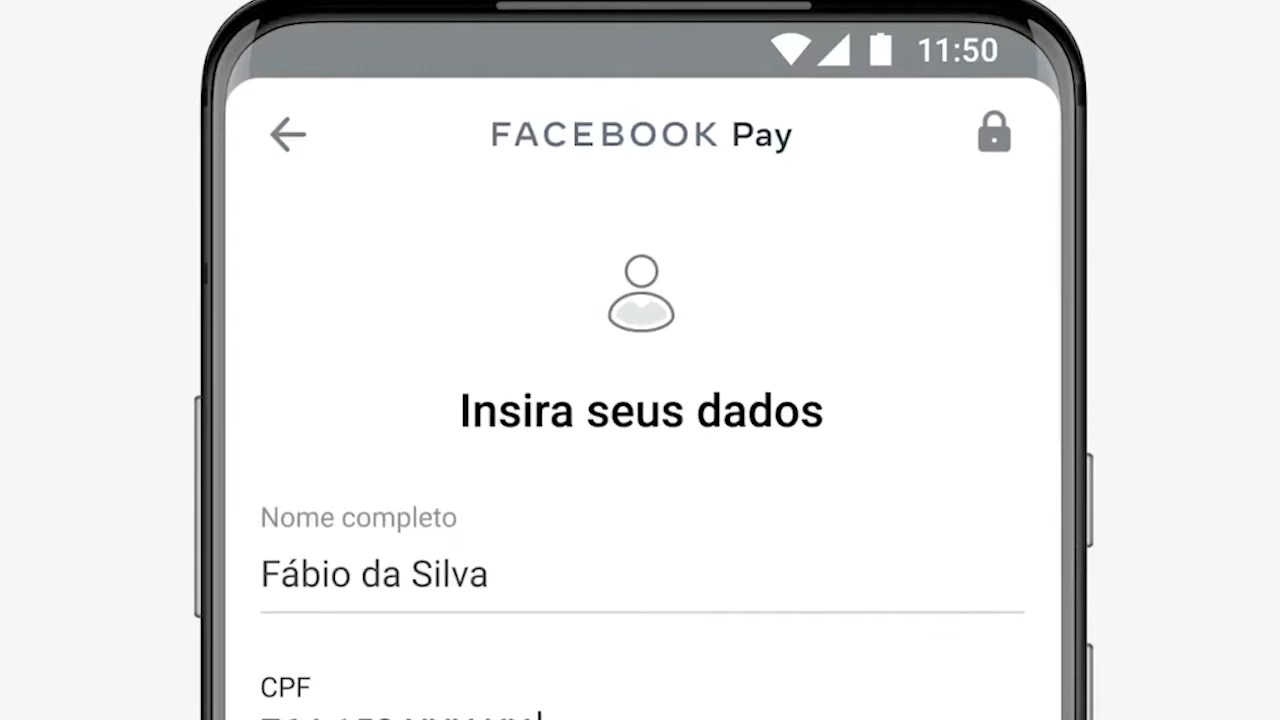 11:50
FACEBOOK Pay
Insira seus dados
Nome completo
Fábio da Silva
CPF